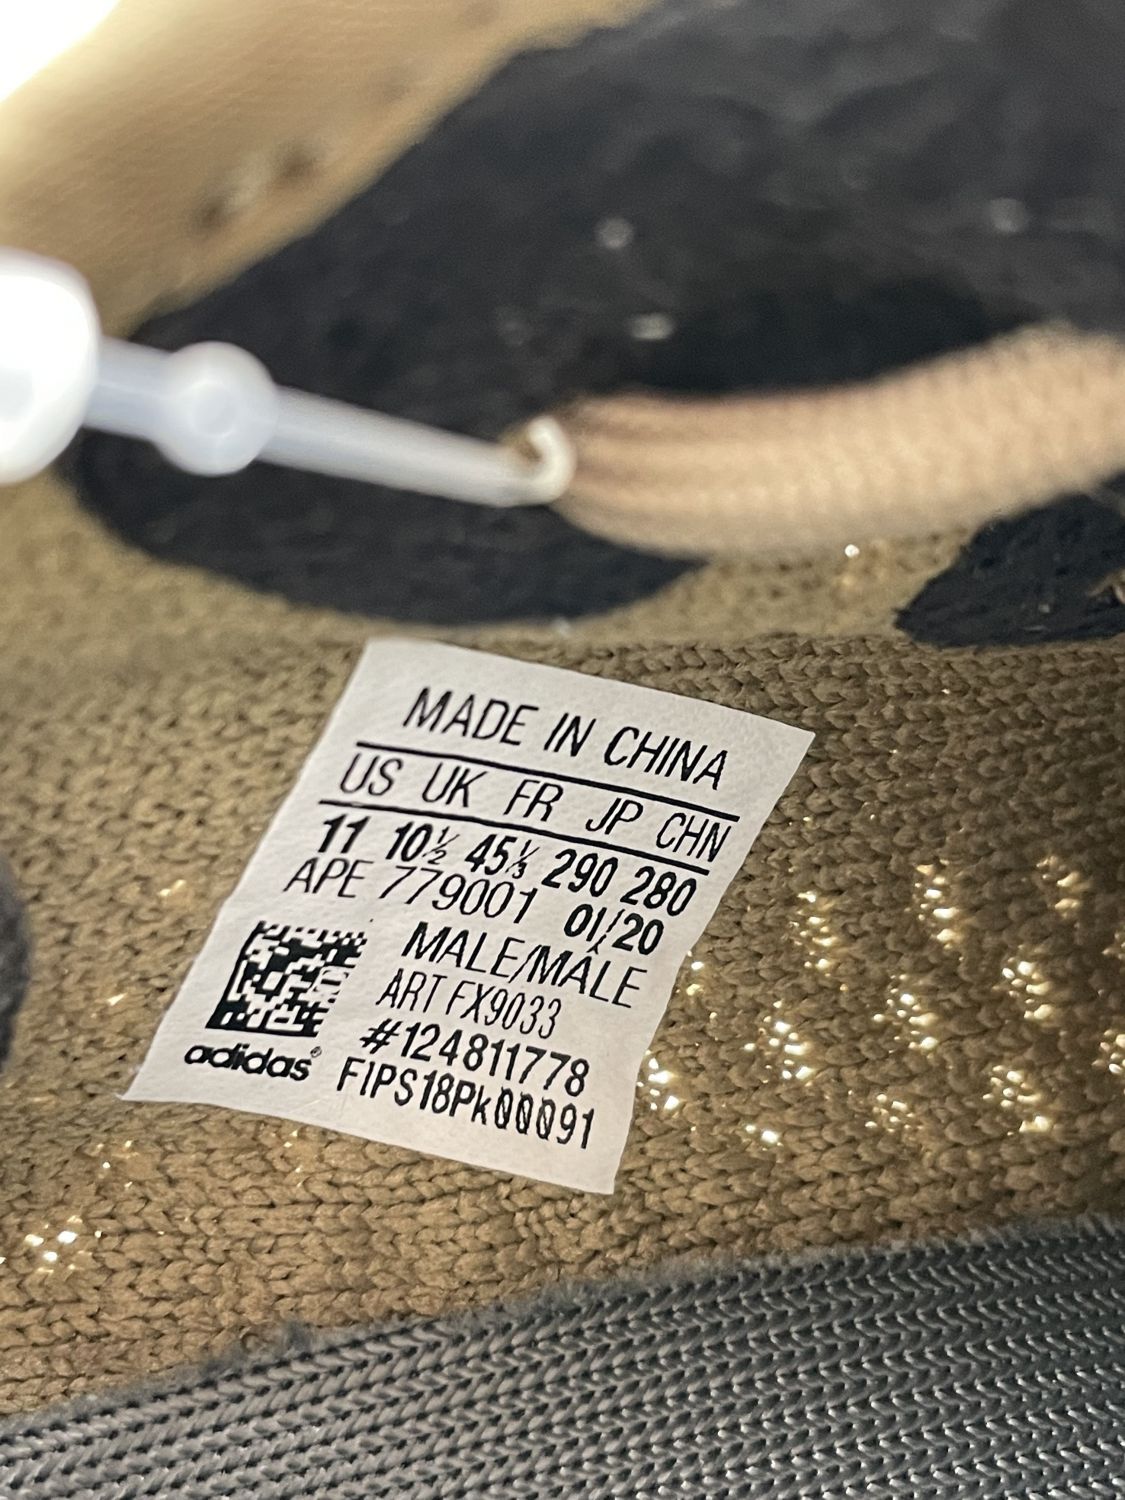 MADE IN CHINA
US UK FR JP CHN
11 10½ 45⅓ 290 280
APE 779001 01/20
MALE/MÂLE
ART FX9033
#124811778
FIPS18PK00091
adidas®